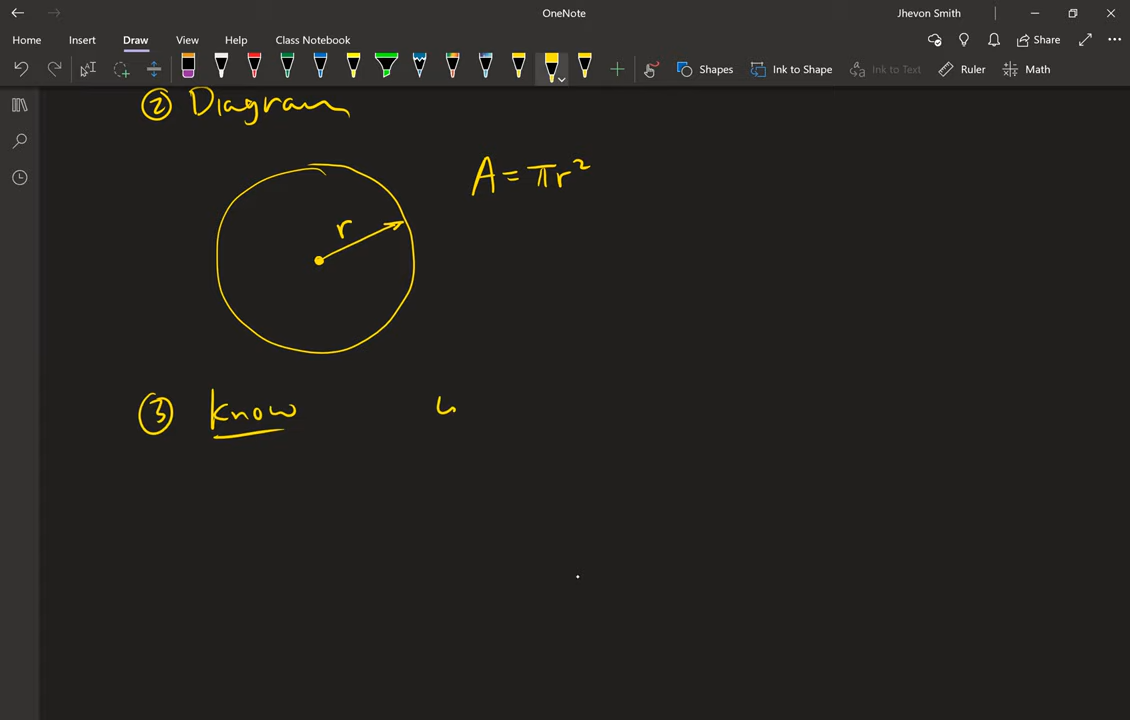 OneNote
Jhevon Smith
Home Insert Draw View Help Class Notebook
Share
Shapes Ink to Shape Ink to Text Ruler Math
② Diagram
A = πr²
r
③ Know